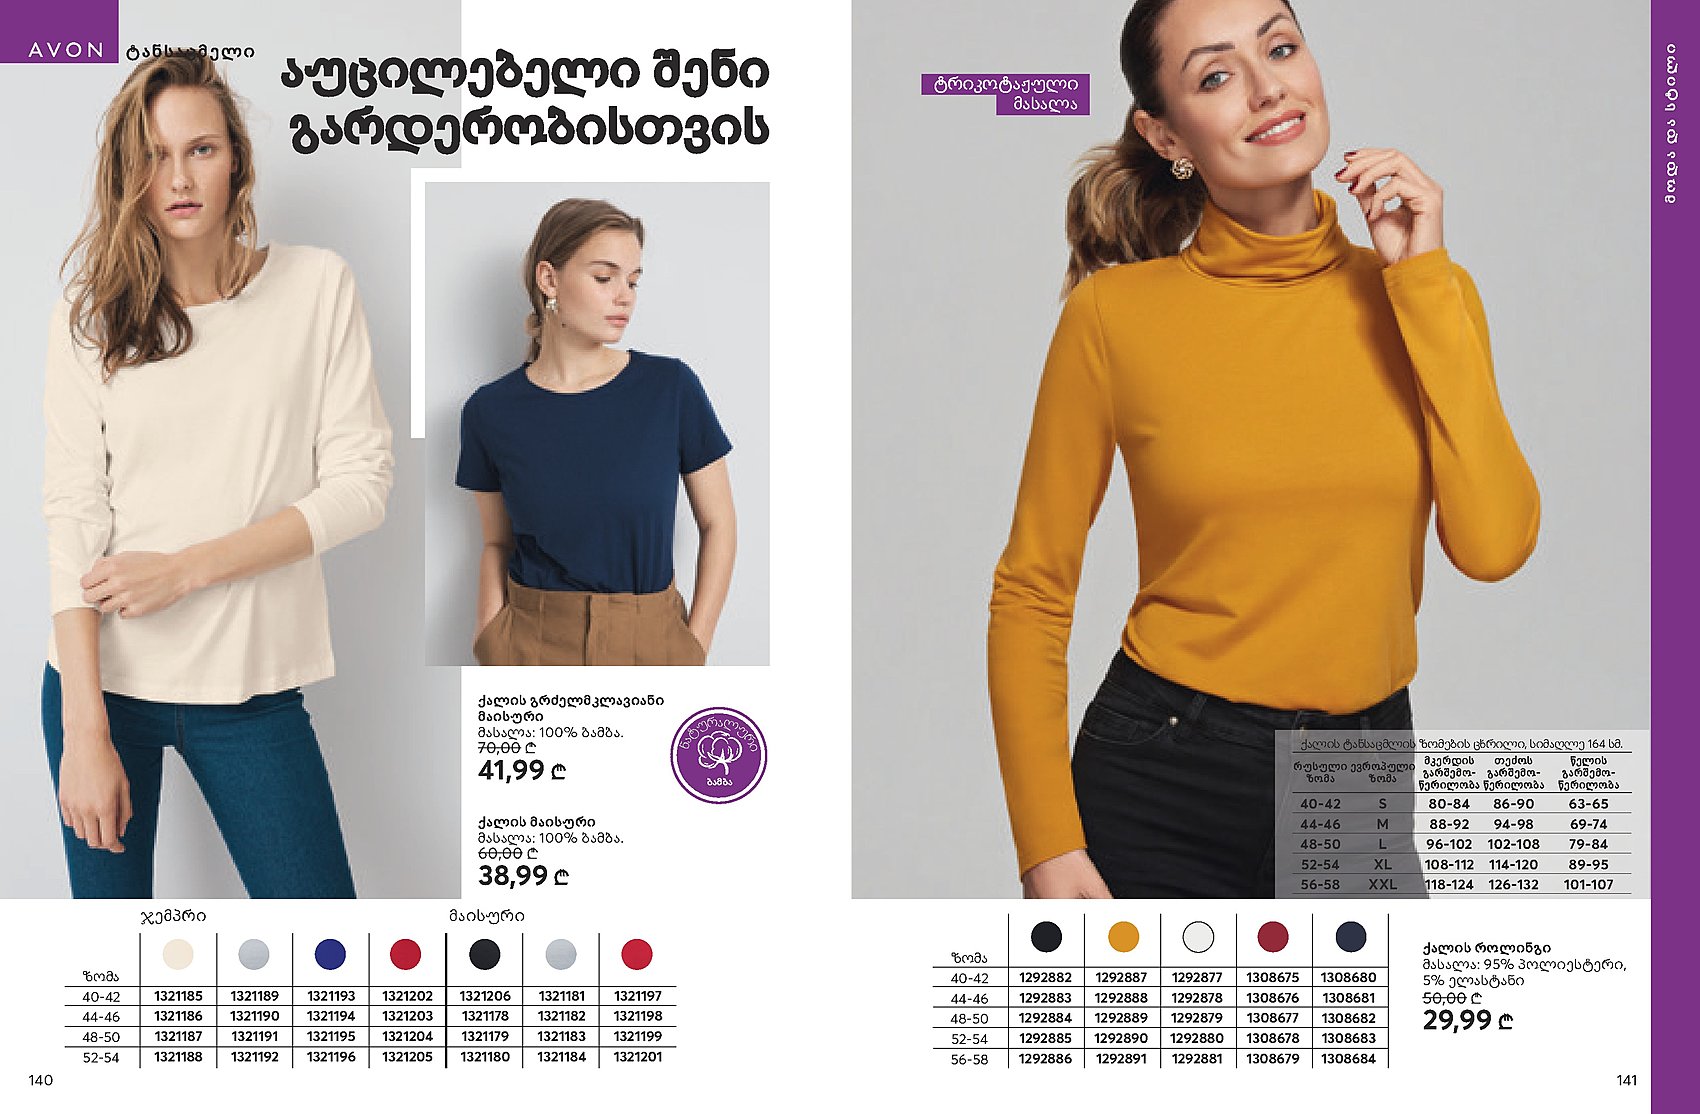 AVON
ტანსაცმელი
აუცილებელი შენი
გარდერობისთვის
ქალის გრძელმკლავიანი
მაისური
მასალა: 100% ბამბა.
70,00 ₾
41,99 ₾
ნატურალური
ბამბა
ქალის მაისური
მასალა: 100% ბამბა.
60,00 ₾
38,99 ₾
ჯემპრი მაისური
ზომა
40-42 1321185 1321189 1321193 1321202 1321206 1321181 1321197
44-46 1321186 1321190 1321194 1321203 1321178 1321182 1321198
48-50 1321187 1321191 1321195 1321204 1321179 1321183 1321199
52-54 1321188 1321192 1321196 1321205 1321180 1321184 1321201
140
ტრიკოტაჟული
მასალა
მოდა და სტილი
ქალის ტანსაცმლის ზომების ცხრილი, სიმაღლე 164 სმ.
რუსული ევროპული მკერდის თეძოს წელის
ზომა ზომა გარშემო- გარშემო- გარშემო-
წერილობა წერილობა წერილობა
40-42 S 80-84 86-90 63-65
44-46 M 88-92 94-98 69-74
48-50 L 96-102 102-108 79-84
52-54 XL 108-112 114-120 89-95
56-58 XXL 118-124 126-132 101-107
ზომა
40-42 1292882 1292887 1292877 1308675 1308680
44-46 1292883 1292888 1292878 1308676 1308681
48-50 1292884 1292889 1292879 1308677 1308682
52-54 1292885 1292890 1292880 1308678 1308683
56-58 1292886 1292891 1292881 1308679 1308684
ქალის როლინგი
მასალა: 95% პოლიესტერი,
5% ელასტანი
50,00 ₾
29,99 ₾
141